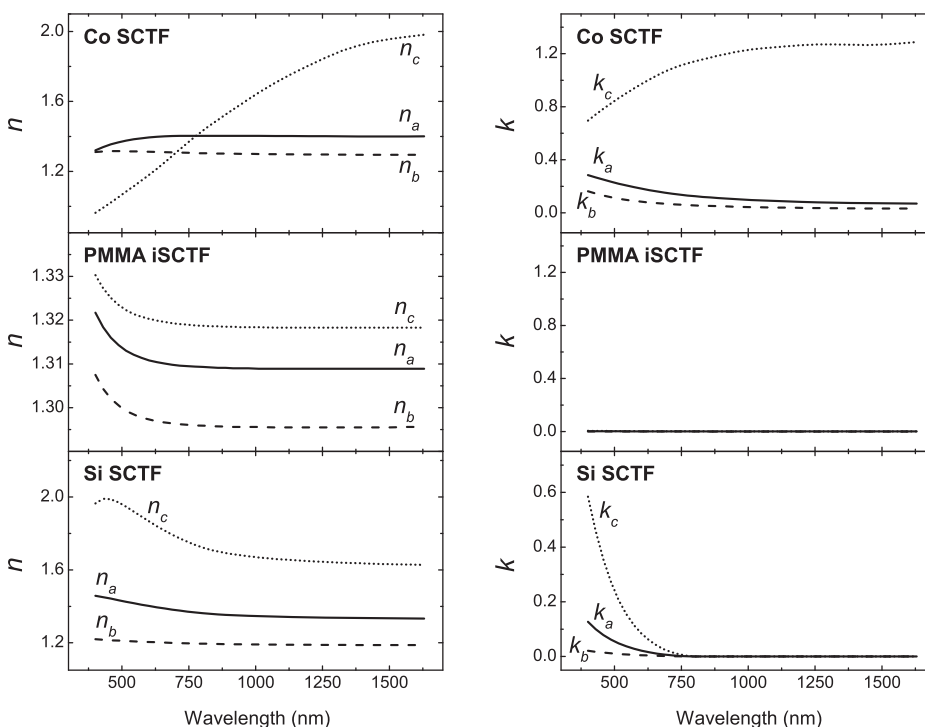 Co SCTF
n_c
n_a
n_b
n
2.0
1.6
1.2
PMMA iSCTF
n_c
n_a
n_b
n
1.33
1.32
1.31
1.30
Si SCTF
n_c
n_a
n_b
n
2.0
1.6
1.2
500 750 1000 1250 1500
Wavelength (nm)
Co SCTF
k_c
k_a
k_b
k
1.2
0.8
0.4
0.0
PMMA iSCTF
k
1.2
0.8
0.4
0.0
Si SCTF
k_c
k_a
k_b
k
0.6
0.4
0.2
0.0
500 750 1000 1250 1500
Wavelength (nm)